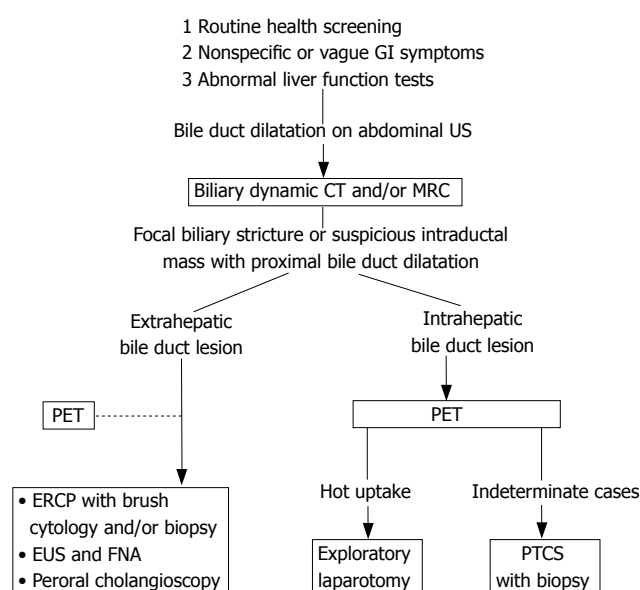 1 Routine health screening
2 Nonspecific or vague GI symptoms
3 Abnormal liver function tests
Bile duct dilatation on abdominal US
Biliary dynamic CT and/or MRC
Focal biliary stricture or suspicious intraductal
mass with proximal bile duct dilatation
Extrahepatic
bile duct lesion
Intrahepatic
bile duct lesion
PET
PET
Hot uptake
Indeterminate cases
• ERCP with brush
cytology and/or biopsy
• EUS and FNA
• Peroral cholangioscopy
Exploratory
laparotomy
PTCS
with biopsy